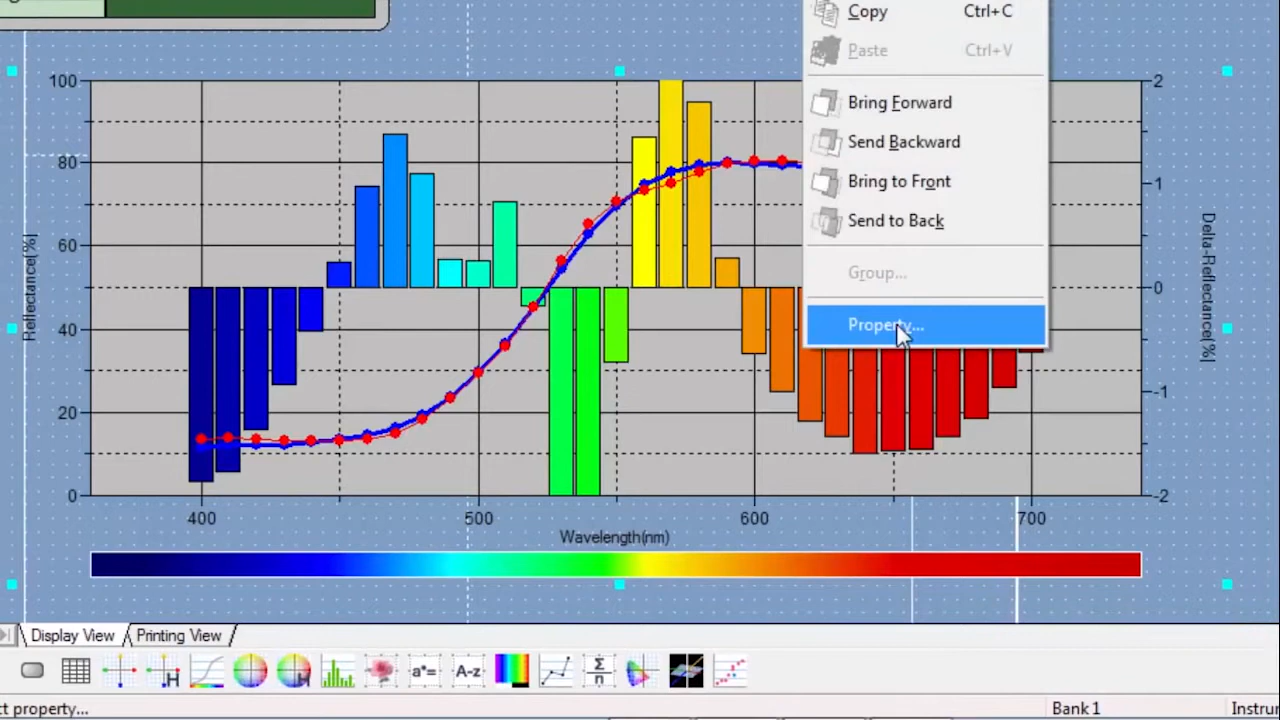 Copy Ctrl+C
Paste Ctrl+V
Bring Forward
Send Backward
Bring to Front
Send to Back
Group...
Property...
100
80
60
40
20
0
Reflectance[%]
2
1
0
-1
-2
Delta-Reflectance[%]
400 500 600 700
Wavelength(nm)
Display View Printing View
H H a*= A-z Σ n
ct property... Bank 1 Instrum